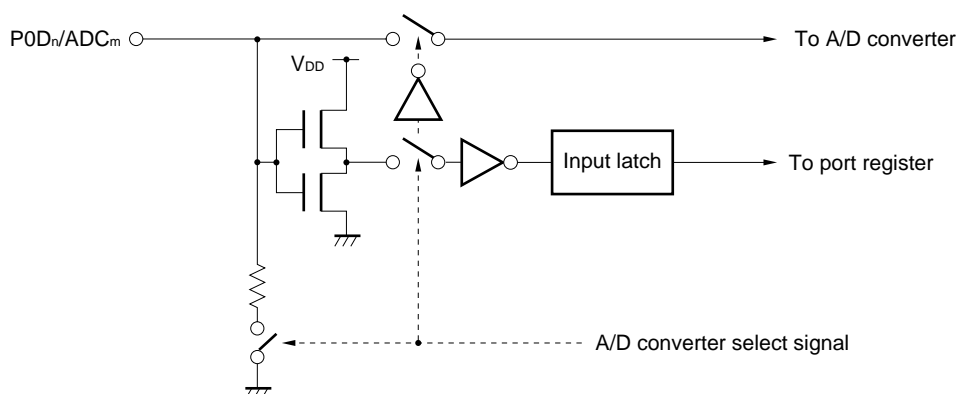 P0Dn/ADCm
To A/D converter
VDD
Input latch
To port register
A/D converter select signal